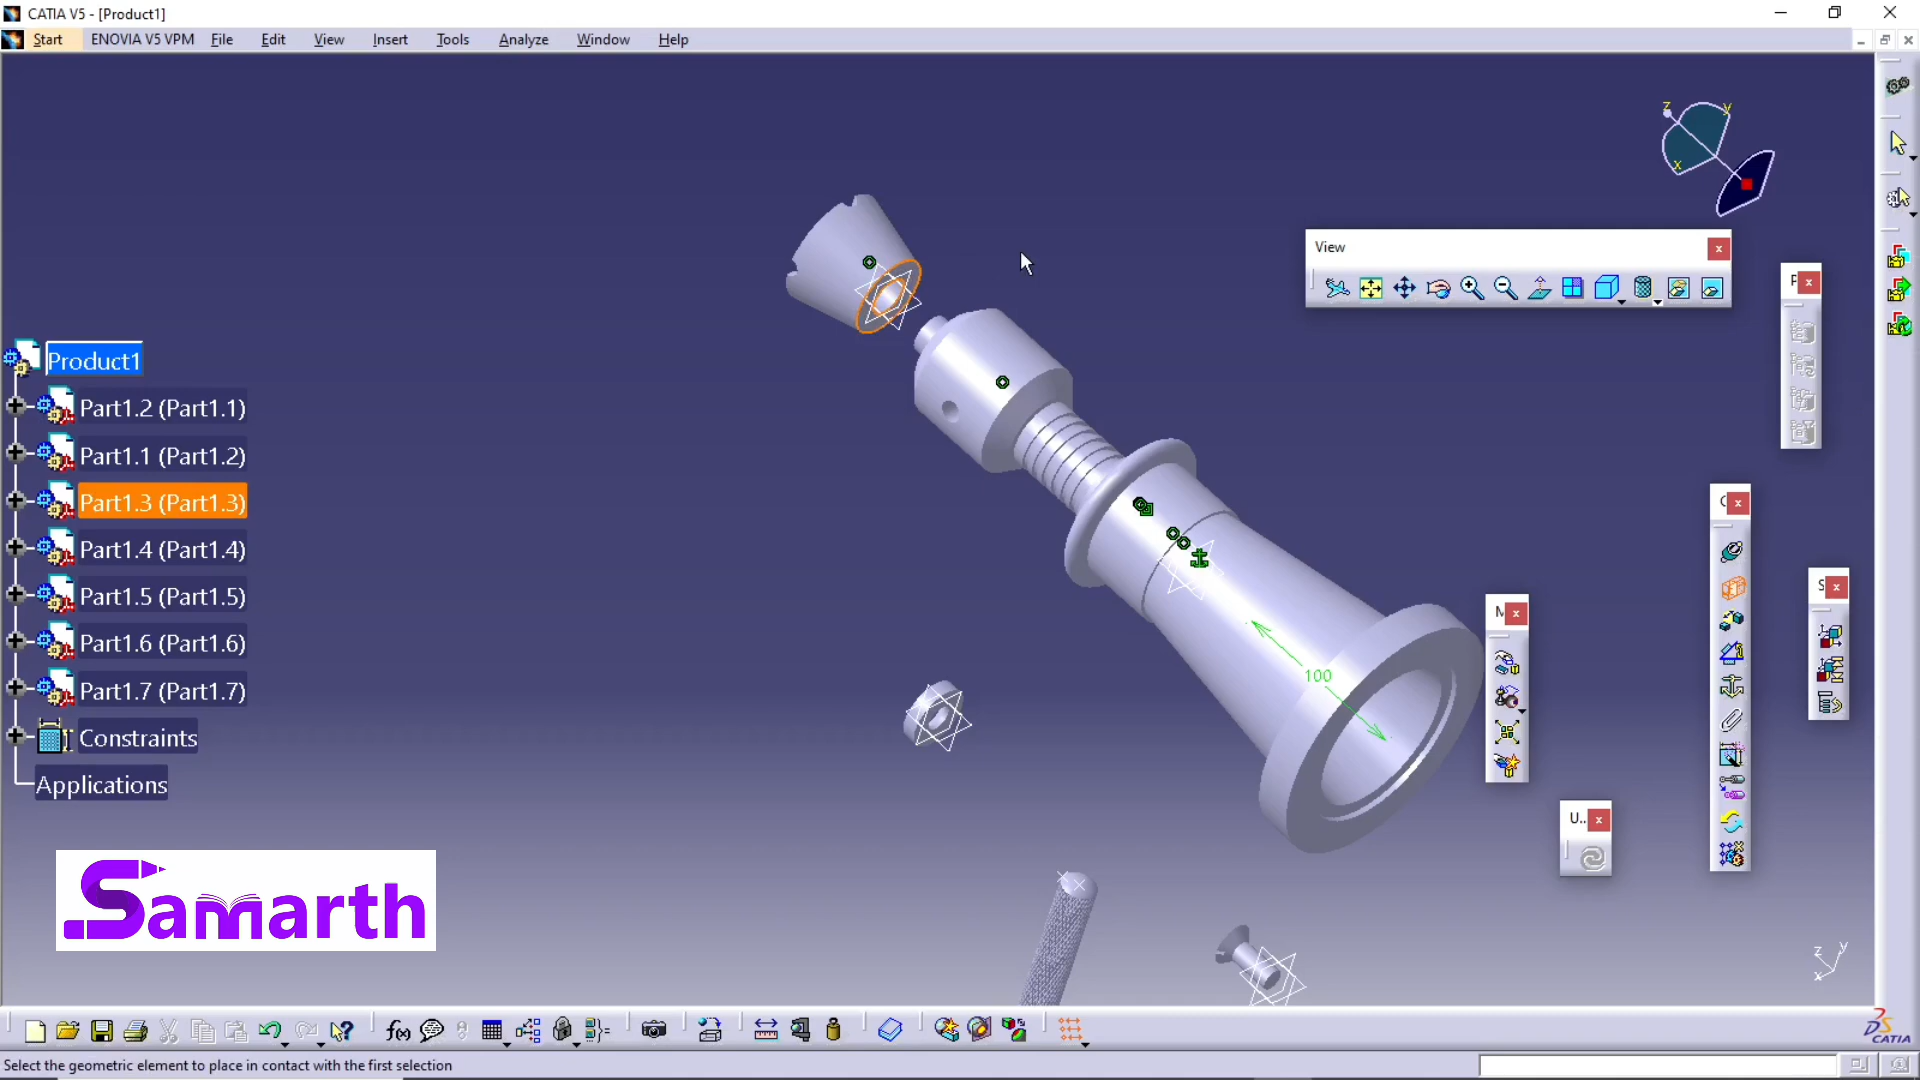 CATIA V5 - [Product1]
Start ENOVIA V5 VPM File Edit View Insert Tools Analyze Window Help
z y
x
View
Product1
Part1.2 (Part1.1)
Part1.1 (Part1.2)
Part1.3 (Part1.3)
Part1.4 (Part1.4)
Part1.5 (Part1.5)
Part1.6 (Part1.6)
Part1.7 (Part1.7)
Constraints
Applications
100
U..
Samarth
z y
x
f(x)
CATIA
Select the geometric element to place in contact with the first selection